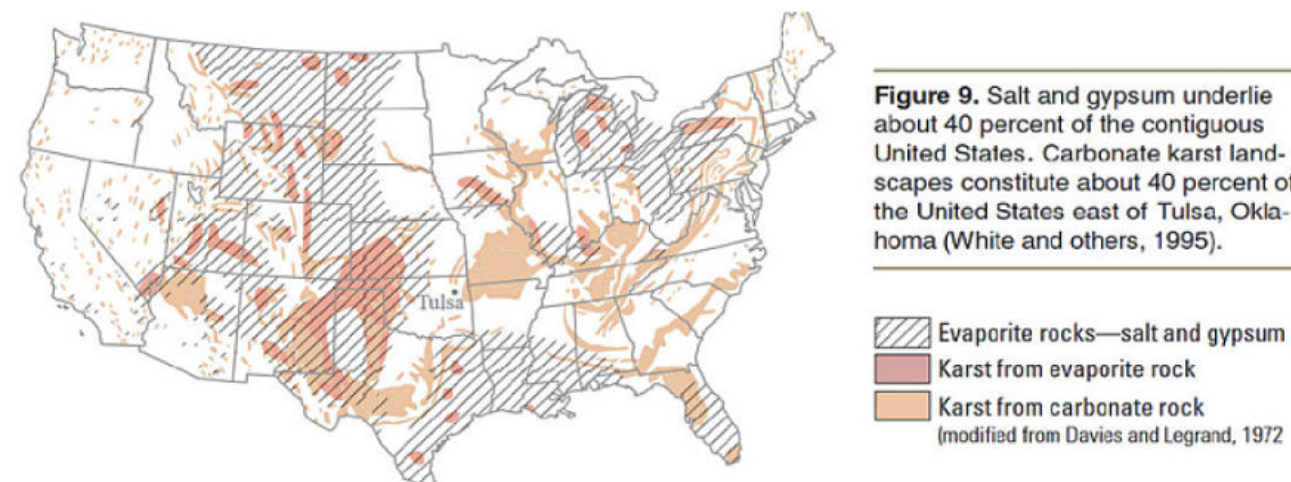 Tulsa
Figure 9. Salt and gypsum underlie
about 40 percent of the contiguous
United States. Carbonate karst land-
scapes constitute about 40 percent of
the United States east of Tulsa, Okla-
homa (White and others, 1995).
Evaporite rocks—salt and gypsum
Karst from evaporite rock
Karst from carbonate rock
(modified from Davies and Legrand, 1972